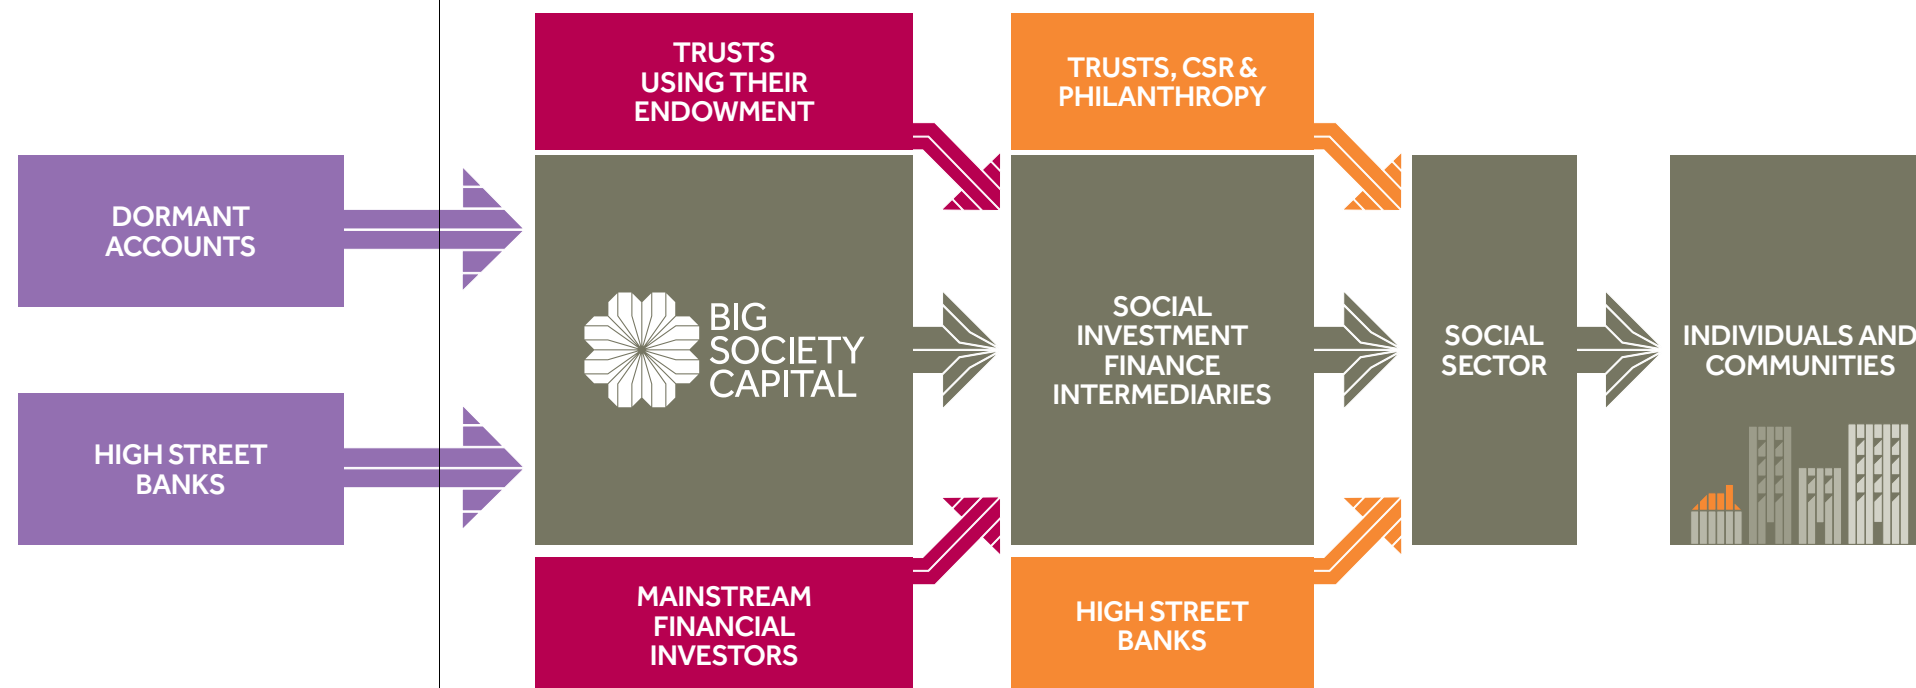 TRUSTS
USING THEIR
ENDOWMENT
TRUSTS, CSR &
PHILANTHROPY
DORMANT
ACCOUNTS
BIG
SOCIETY
CAPITAL
SOCIAL
INVESTMENT
FINANCE
INTERMEDIARIES
SOCIAL
SECTOR
INDIVIDUALS AND
COMMUNITIES
HIGH STREET
BANKS
MAINSTREAM
FINANCIAL
INVESTORS
HIGH STREET
BANKS